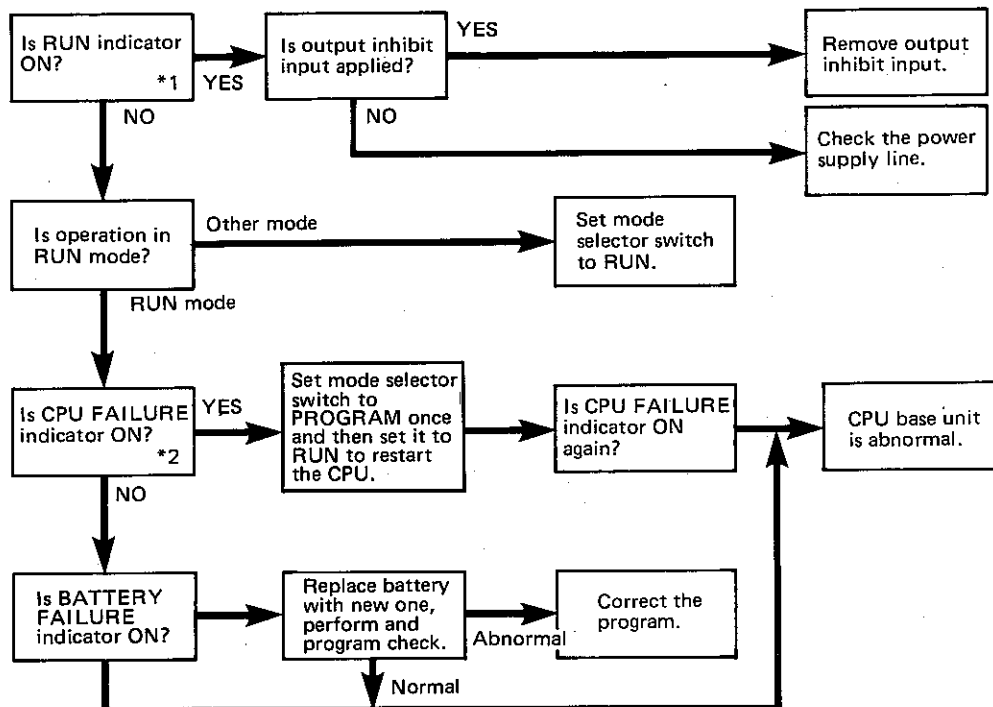 Is RUN indicator
ON?
*1
YES
NO
Is output inhibit
input applied?
YES
NO
Remove output
inhibit input.
Check the power
supply line.
Is operation in
RUN mode?
Other mode
RUN mode
Set mode
selector switch
to RUN.
Is CPU FAILURE
indicator ON?
*2
YES
NO
Set mode selector
switch to
PROGRAM once
and then set it to
RUN to restart
the CPU.
Is CPU FAILURE
indicator ON
again?
CPU base unit
is abnormal.
Is BATTERY
FAILURE
indicator ON?
Replace battery
with new one,
perform and
program check.
Abnormal
Normal
Correct the
program.